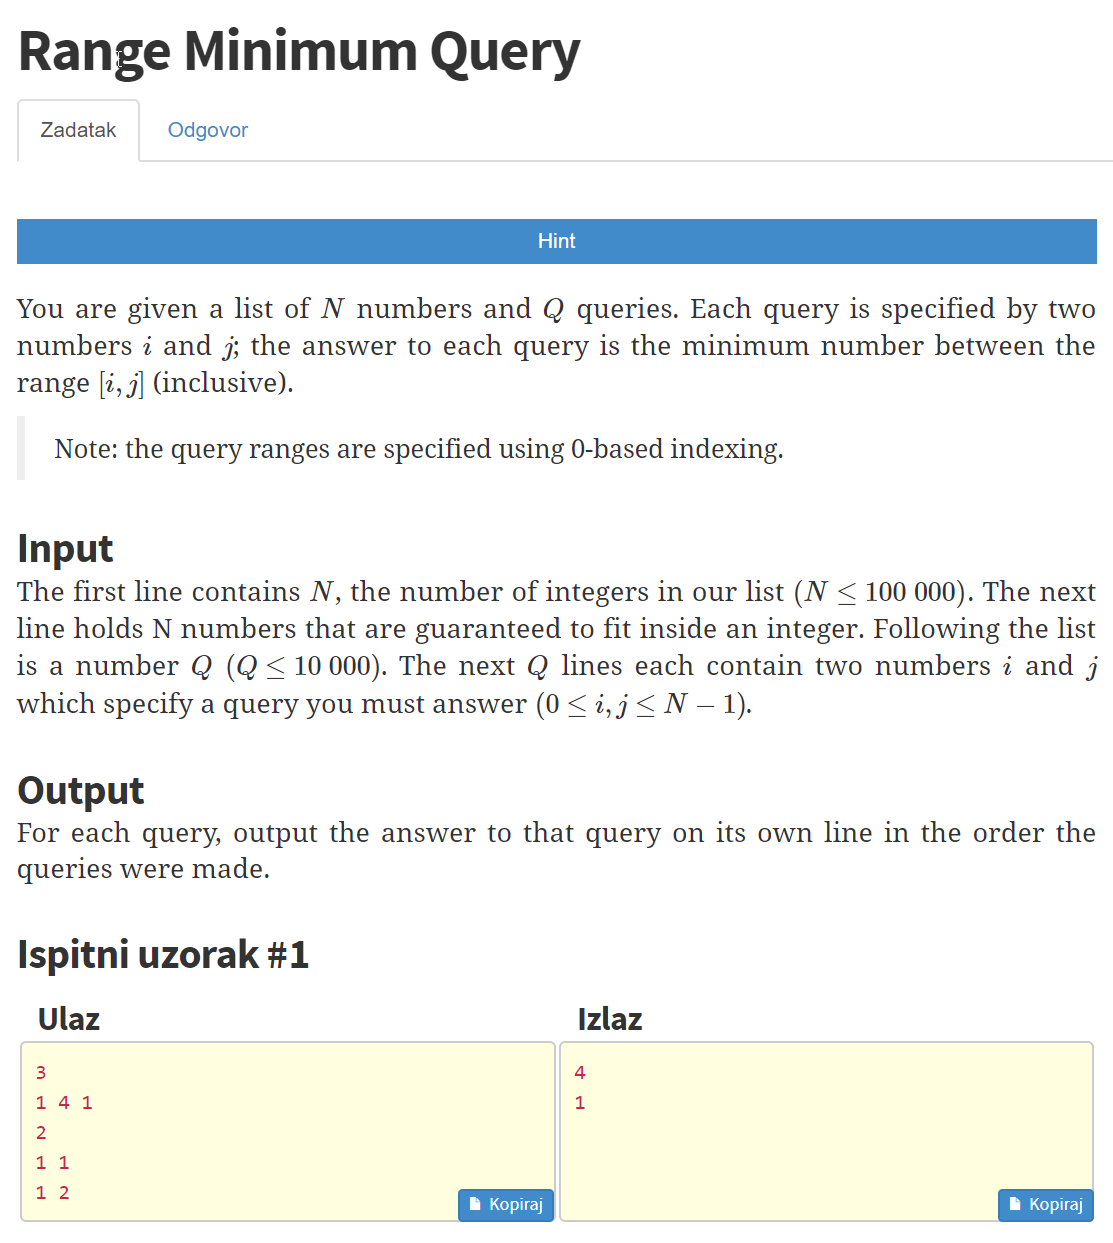 Range Minimum Query
Zadatak
Odgovor
Hint
You are given a list of N numbers and Q queries. Each query is specified by two
numbers i and j; the answer to each query is the minimum number between the
range [i, j] (inclusive).
Note: the query ranges are specified using 0-based indexing.
Input
The first line contains N, the number of integers in our list (N ≤ 100 000). The next
line holds N numbers that are guaranteed to fit inside an integer. Following the list
is a number Q (Q ≤ 10 000). The next Q lines each contain two numbers i and j
which specify a query you must answer (0 ≤ i, j ≤ N − 1).
Output
For each query, output the answer to that query on its own line in the order the
queries were made.
Ispitni uzorak #1
Ulaz
3
1 4 1
2
1 1
1 2
Kopiraj
Izlaz
4
1
Kopiraj